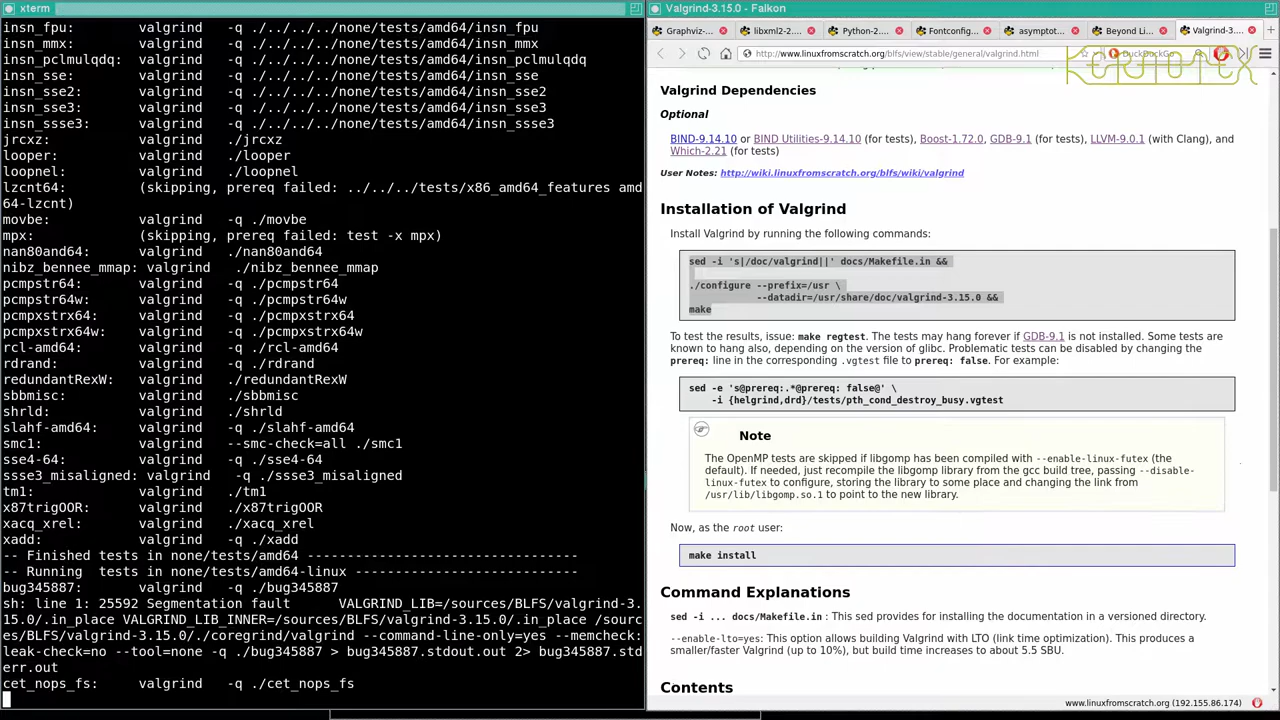 xterm
insn_fpu: valgrind -q ./../../../none/tests/amd64/insn_fpu
insn_mmx: valgrind -q ./../../../none/tests/amd64/insn_mmx
insn_pclmulqdq: valgrind -q ./../../../none/tests/amd64/insn_pclmulqdq
insn_sse: valgrind -q ./../../../none/tests/amd64/insn_sse
insn_sse2: valgrind -q ./../../../none/tests/amd64/insn_sse2
insn_sse3: valgrind -q ./../../../none/tests/amd64/insn_sse3
insn_ssse3: valgrind -q ./../../../none/tests/amd64/insn_ssse3
jrcxz: valgrind -q ./jrcxz
looper: valgrind -q ./looper
loopnel: valgrind ./loopnel
lzcnt64: (skipping, prereq failed: ../../../tests/x86_amd64_features amd
64-lzcnt)
movbe: valgrind -q ./movbe
mpx: (skipping, prereq failed: test -x mpx)
nan80and64: valgrind ./nan80and64
nibz_bennee_mmap: valgrind -q ./nibz_bennee_mmap
pcmpstr64: valgrind -q ./pcmpstr64
pcmpstr64w: valgrind -q ./pcmpstr64w
pcmpxstrx64: valgrind -q ./pcmpxstrx64
pcmpxstrx64w: valgrind -q ./pcmpxstrx64w
rcl-amd64: valgrind -q ./rcl-amd64
rdrand: valgrind -q ./rdrand
redundantRexW: valgrind ./redundantRexW
sbbmisc: valgrind ./sbbmisc
shrld: valgrind -q ./shrld
slahf-amd64: valgrind -q ./slahf-amd64
smc1: valgrind --smc-check=all ./smc1
sse4-64: valgrind -q ./sse4-64
ssse3_misaligned: valgrind -q ./ssse3_misaligned
tm1: valgrind ./tm1
x87trigOOR: valgrind ./x87trigOOR
xacq_xrel: valgrind ./xacq_xrel
xadd: valgrind -q ./xadd
-- Finished tests in none/tests/amd64 ----------------------------------
-- Running  tests in none/tests/amd64-linux ----------------------------
bug345887: valgrind -q ./bug345887
sh: line 1: 25592 Segmentation fault VALGRIND_LIB=/sources/BLFS/valgrind-3.
15.0/.in_place VALGRIND_LIB_INNER=/sources/BLFS/valgrind-3.15.0/.in_place /sourc
es/BLFS/valgrind-3.15.0/./coregrind/valgrind --command-line-only=yes --memcheck:
leak-check=no --tool=none -q ./bug345887 > bug345887.stdout.out 2> bug345887.std
err.out
cet_nops_fs: valgrind -q ./cet_nops_fs
Valgrind-3.15.0 - Falkon
Graphviz-... libxml2-2.... Python-2.... Fontconfig... asymptot... Beyond Li... Valgrind-3....
http://www.linuxfromscratch.org/blfs/view/stable/general/valgrind.html DuckDuckGo
Valgrind Dependencies
Optional
BIND-9.14.10 or BIND Utilities-9.14.10 (for tests), Boost-1.72.0, GDB-9.1 (for tests), LLVM-9.0.1 (with Clang), and
Which-2.21 (for tests)
User Notes: http://wiki.linuxfromscratch.org/blfs/wiki/valgrind
Installation of Valgrind
Install Valgrind by running the following commands:
sed -i 's|/doc/valgrind||' docs/Makefile.in &&
./configure --prefix=/usr \
--datadir=/usr/share/doc/valgrind-3.15.0 &&
make
To test the results, issue: make regtest. The tests may hang forever if GDB-9.1 is not installed. Some tests are
known to hang also, depending on the version of glibc. Problematic tests can be disabled by changing the
prereq: line in the corresponding .vgtest file to prereq: false. For example:
sed -e 's@prereq:.*@prereq: false@' \
-i {helgrind,drd}/tests/pth_cond_destroy_busy.vgtest
Note
The OpenMP tests are skipped if libgomp has been compiled with --enable-linux-futex (the
default). If needed, just recompile the libgomp library from the gcc build tree, passing --disable-
linux-futex to configure, storing the library to some place and changing the link from
/usr/lib/libgomp.so.1 to point to the new library.
Now, as the root user:
make install
Command Explanations
sed -i ... docs/Makefile.in : This sed provides for installing the documentation in a versioned directory.
--enable-lto=yes: This option allows building Valgrind with LTO (link time optimization). This produces a
smaller/faster Valgrind (up to 10%), but build time increases to about 5.5 SBU.
Contents
www.linuxfromscratch.org (192.155.86.174)